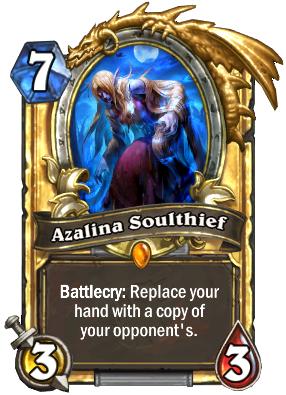 7
Azalina Soulthief
Battlecry: Replace your
hand with a copy of
your opponent's.
3
3